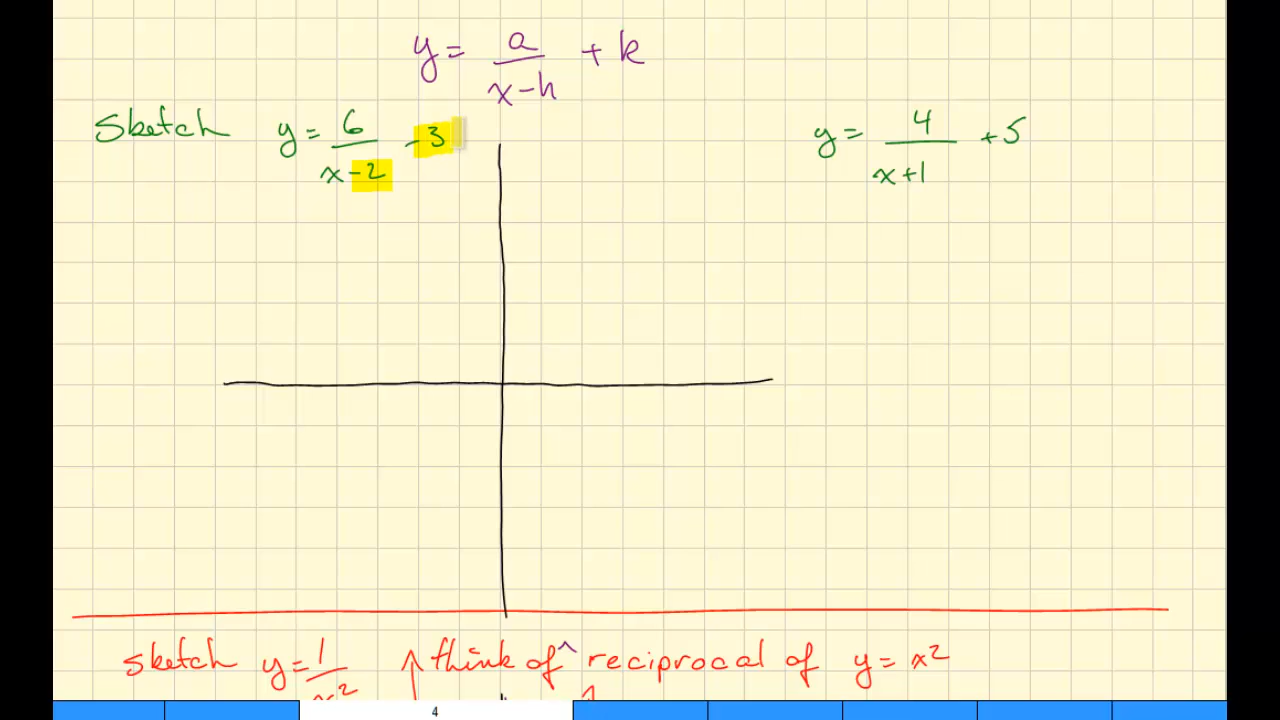 y = a/(x-h) + k
Sketch y = 6/(x-2) - 3
y = 4/(x+1) + 5
Sketch y = 1/x² think of ^ reciprocal of y = x²
4